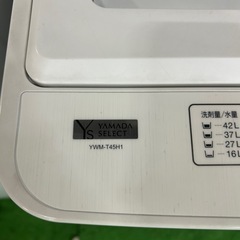 YS YAMADA
SELECT
YWM-T45H1
洗剤量/水量
42L
37L
27L
16L